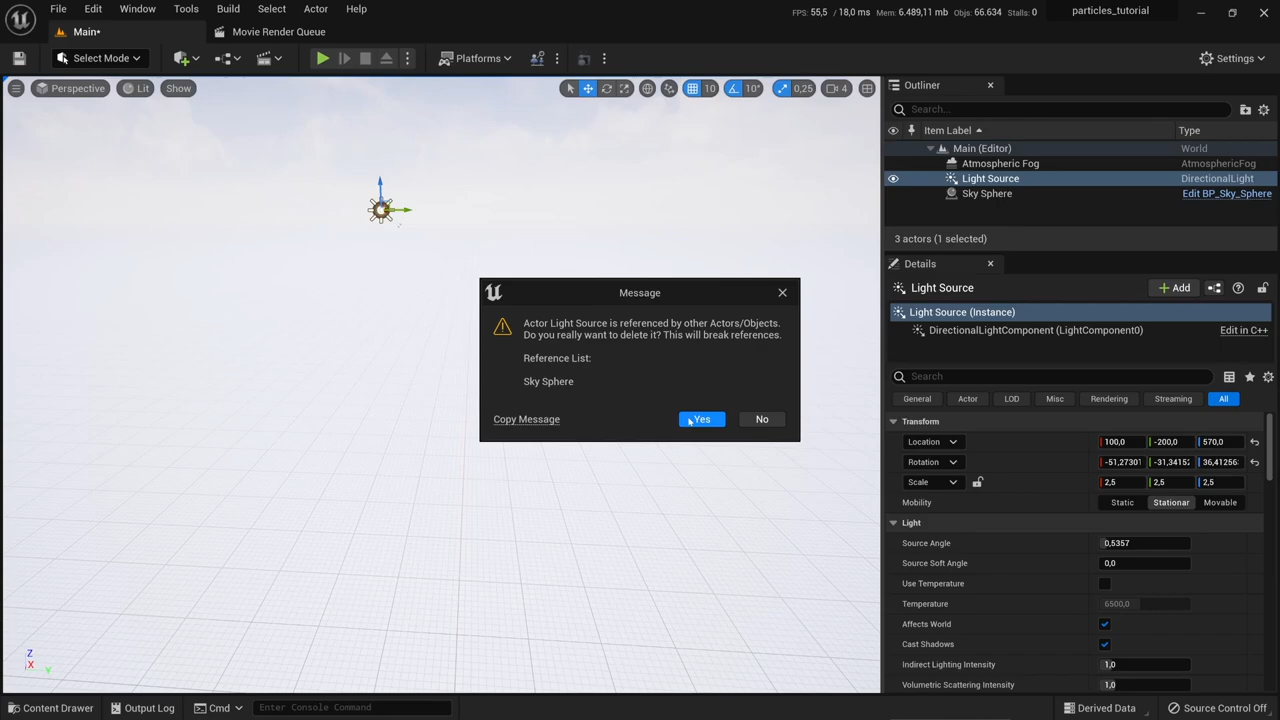 File Edit Window Tools Build Select Actor Help
FPS: 55,5 / 18,0 ms Mem: 6.489,11 mb Objs: 66.634 Stalls: 0
particles_tutorial
Main•
Movie Render Queue
Select Mode
Platforms
Settings
Perspective Lit Show
10 10° 0,25 4
Outliner
Search...
Item Label Type
Main (Editor) World
Atmospheric Fog AtmosphericFog
Light Source DirectionalLight
Sky Sphere Edit BP_Sky_Sphere
3 actors (1 selected)
Details
Light Source Add
Light Source (Instance)
DirectionalLightComponent (LightComponent0) Edit in C++
Search
General Actor LOD Misc Rendering Streaming All
Transform
Location 100,0 -200,0 570,0
Rotation -51,27301 -31,3415 36,41256
Scale 2,5 2,5 2,5
Mobility Static Stationar Movable
Light
Source Angle 0,5357
Source Soft Angle 0,0
Use Temperature
Temperature 6500,0
Affects World
Cast Shadows
Indirect Lighting Intensity 1,0
Volumetric Scattering Intensity 1,0
Message
Actor Light Source is referenced by other Actors/Objects.
Do you really want to delete it? This will break references.
Reference List:
Sky Sphere
Copy Message Yes No
Z
X
Y
Content Drawer Output Log Cmd Enter Console Command
Derived Data Source Control Off